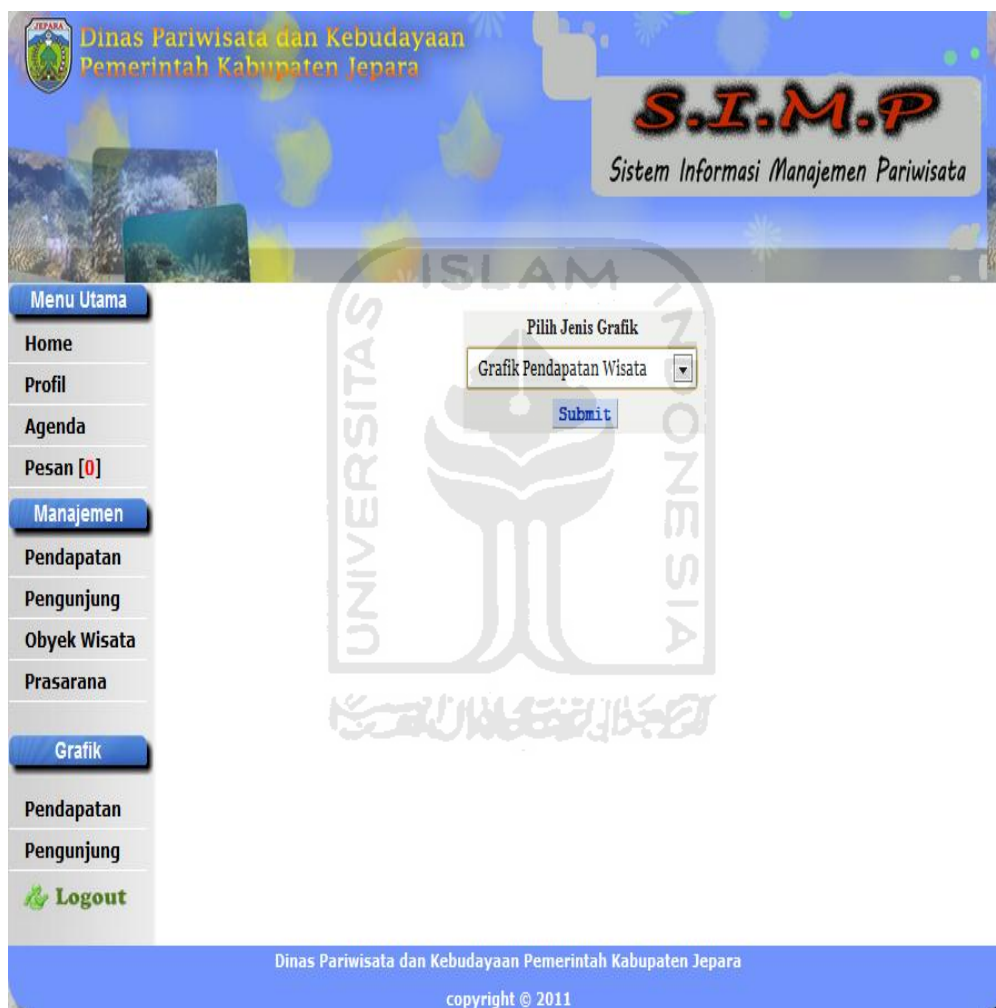 JEPARA
Dinas Pariwisata dan Kebudayaan
Pemerintah Kabupaten Jepara
S.I.M.P
Sistem Informasi Manajemen Pariwisata
Menu Utama
Home
Profil
Agenda
Pesan [0]
Manajemen
Pendapatan
Pengunjung
Obyek Wisata
Prasarana
Grafik
Pendapatan
Pengunjung
Logout
Pilih Jenis Grafik
Grafik Pendapatan Wisata
Submit
UNIVERSITAS ISLAM INDONESIA
Dinas Pariwisata dan Kebudayaan Pemerintah Kabupaten Jepara
copyright © 2011